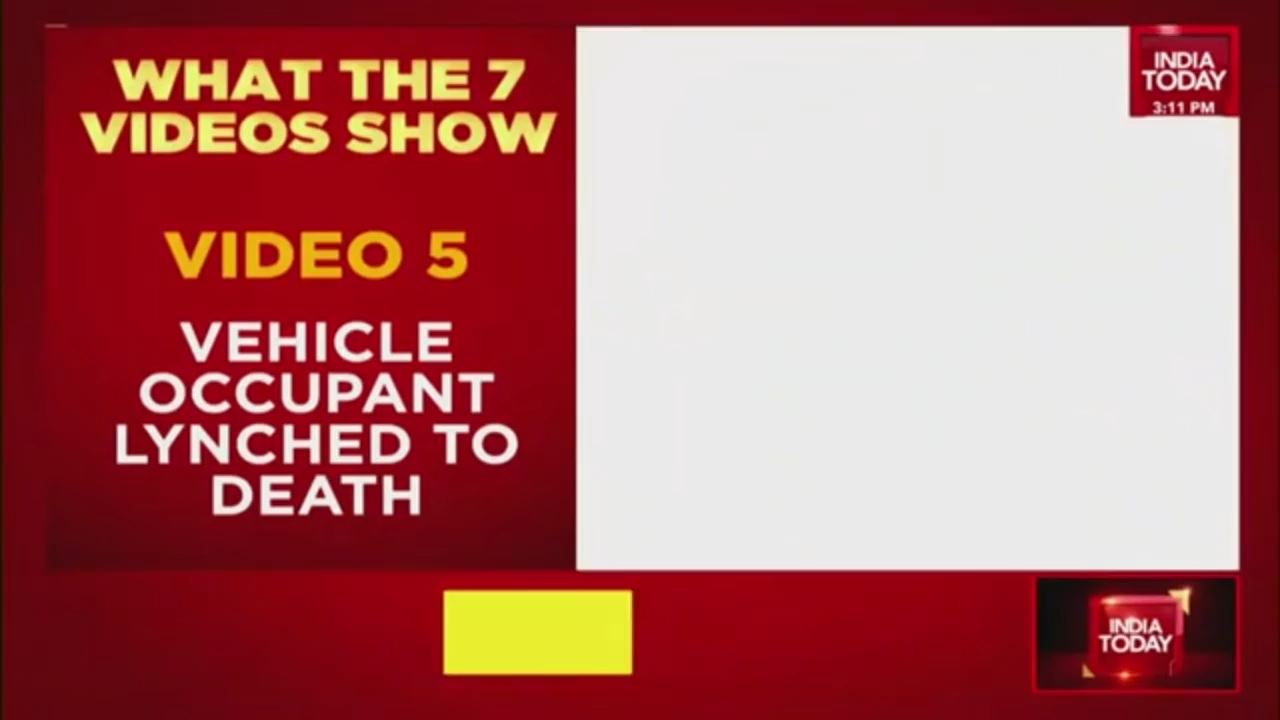 WHAT THE 7
VIDEOS SHOW
VIDEO 5
VEHICLE
OCCUPANT
LYNCHED TO
DEATH
INDIA
TODAY
3:11 PM
INDIA
TODAY